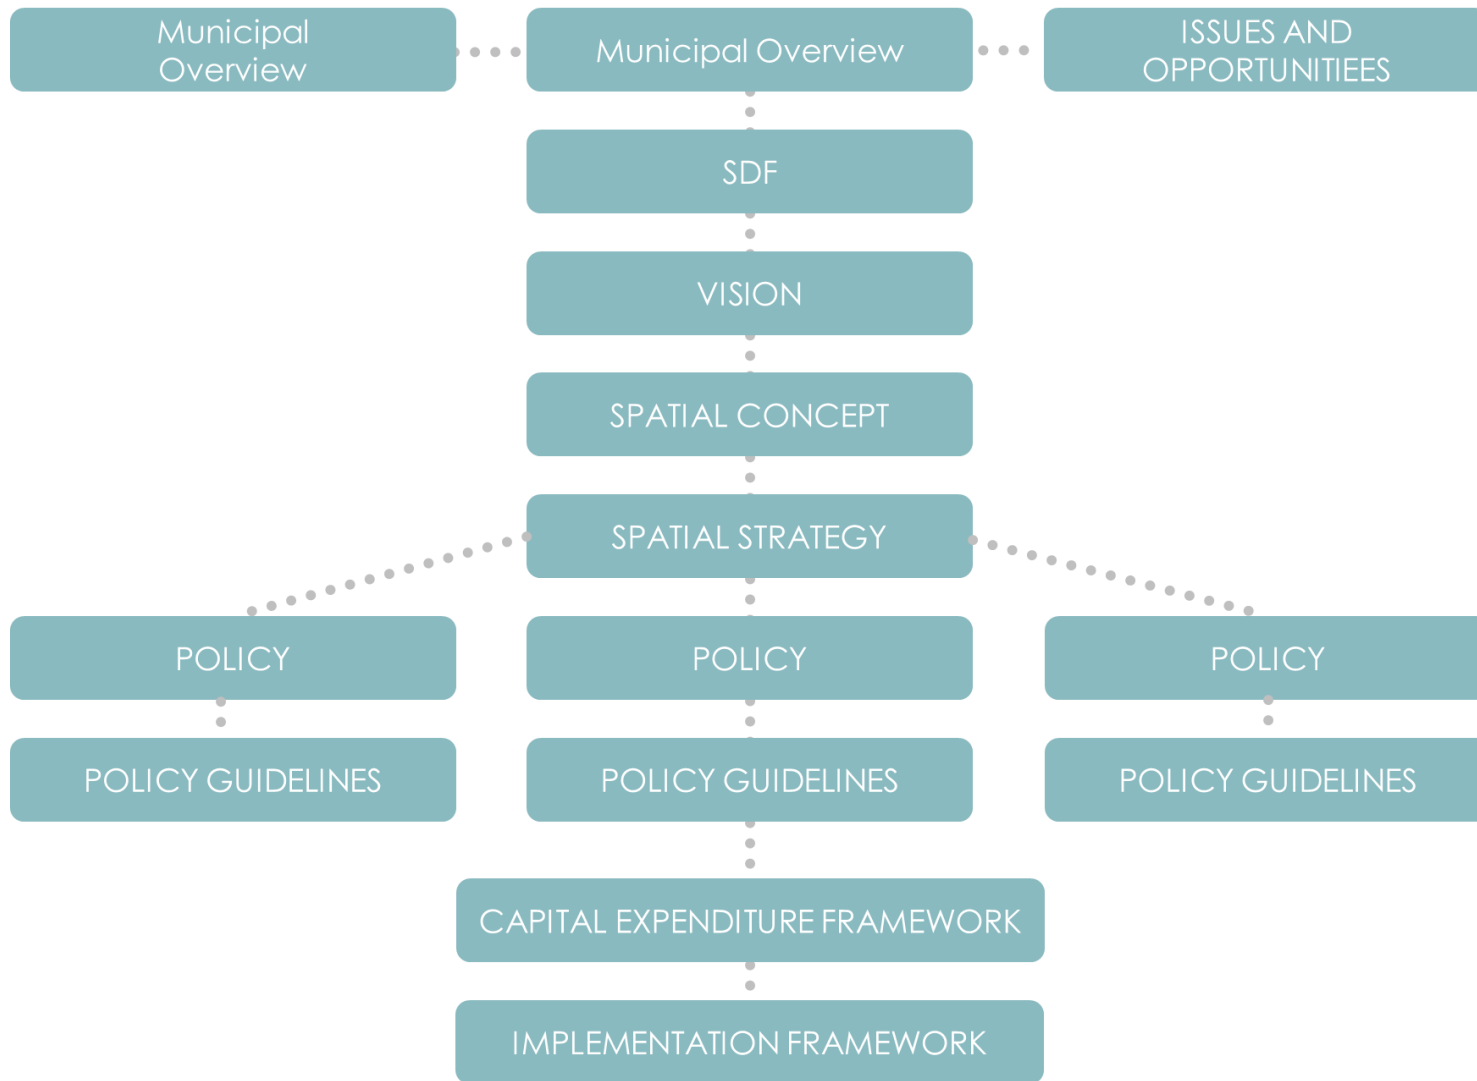 Municipal
Overview
Municipal Overview
ISSUES AND
OPPORTUNITIEES
SDF
VISION
SPATIAL CONCEPT
SPATIAL STRATEGY
POLICY
POLICY
POLICY
POLICY GUIDELINES
POLICY GUIDELINES
POLICY GUIDELINES
CAPITAL EXPENDITURE FRAMEWORK
IMPLEMENTATION FRAMEWORK